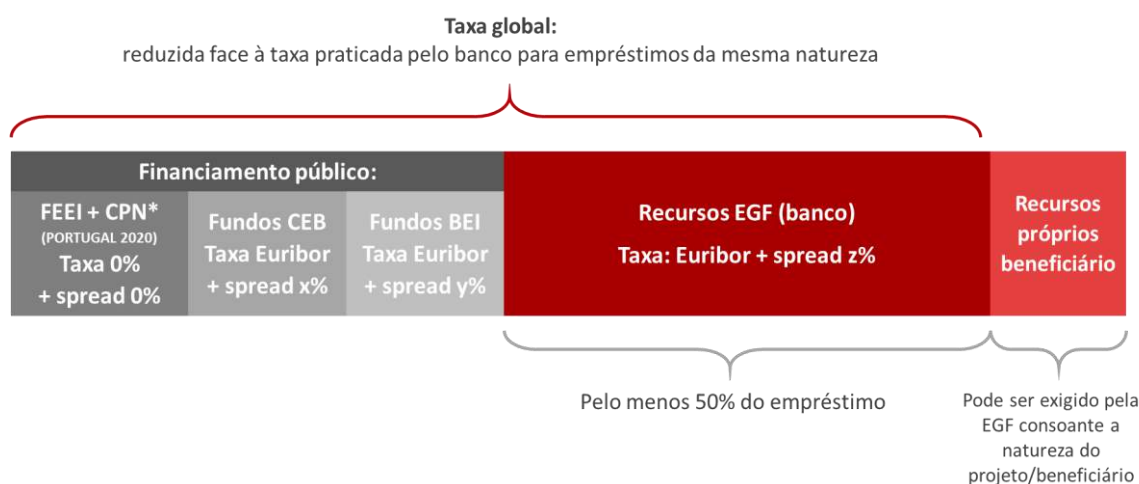 Taxa global:
reduzida face à taxa praticada pelo banco para empréstimos da mesma natureza
Financiamento público:
FEEI + CPN*
(PORTUGAL 2020)
Taxa 0%
+ spread 0%
Fundos CEB
Taxa Euribor
+ spread x%
Fundos BEI
Taxa Euribor
+ spread y%
Recursos EGF (banco)
Taxa: Euribor + spread z%
Recursos
próprios
beneficiário
Pelo menos 50% do empréstimo
Pode ser exigido pela
EGF consoante a
natureza do
projeto/beneficiário